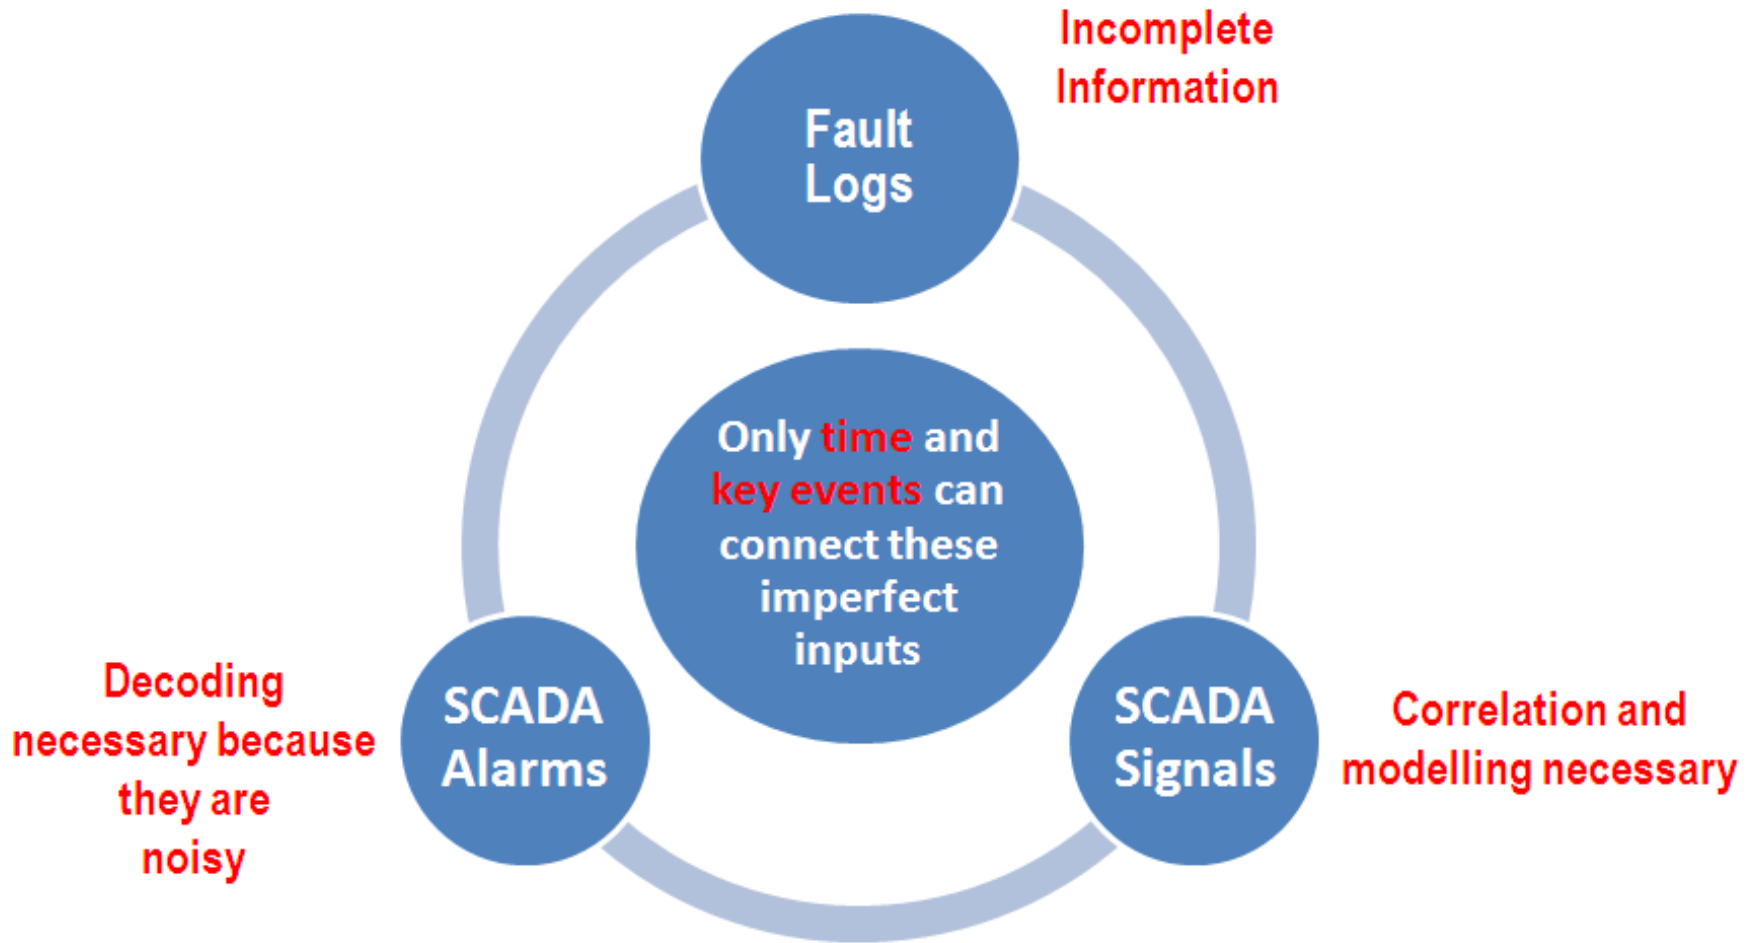 Incomplete
Information
Fault
Logs
Only time and
key events can
connect these
imperfect
inputs
Decoding
necessary because
they are
noisy
SCADA
Alarms
SCADA
Signals
Correlation and
modelling necessary